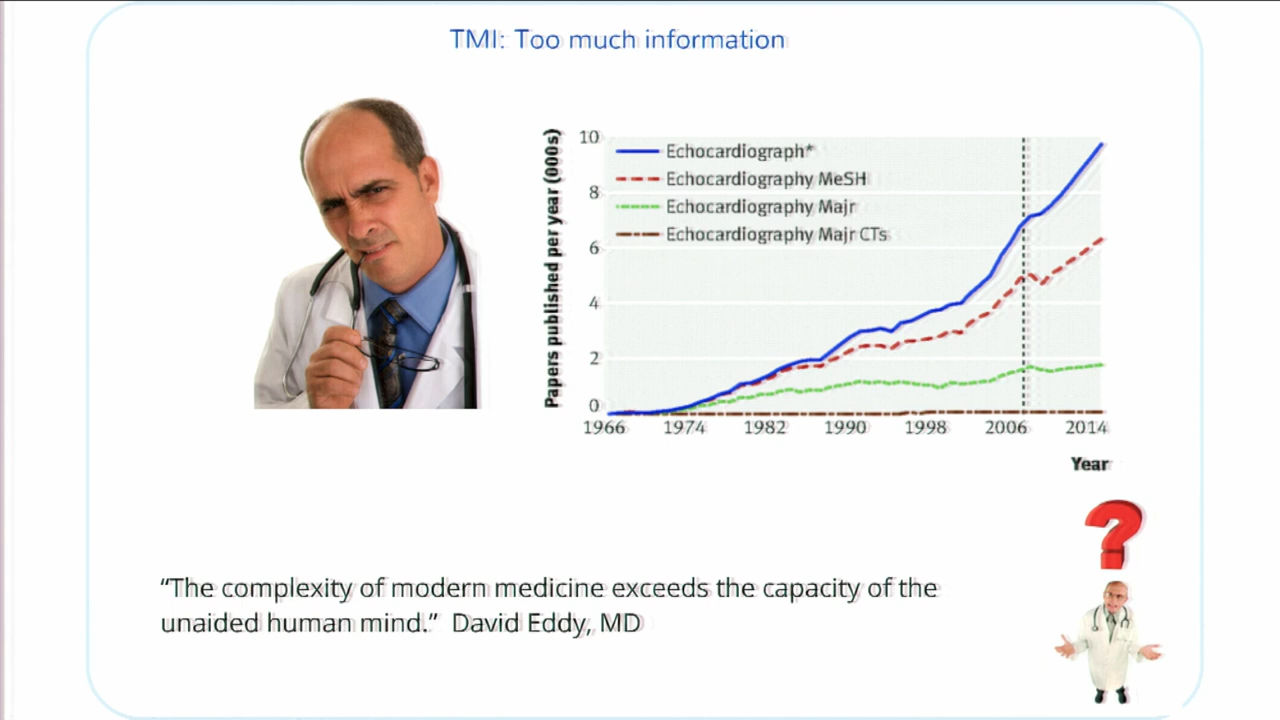 TMI: Too much information
Papers published per year (000s)
10
8
6
4
2
0
Echocardiograph*
Echocardiography MeSH
Echocardiography Majr
Echocardiography Majr CTs
1966 1974 1982 1990 1998 2006 2014
Year
?
“The complexity of modern medicine exceeds the capacity of the
unaided human mind.” David Eddy, MD